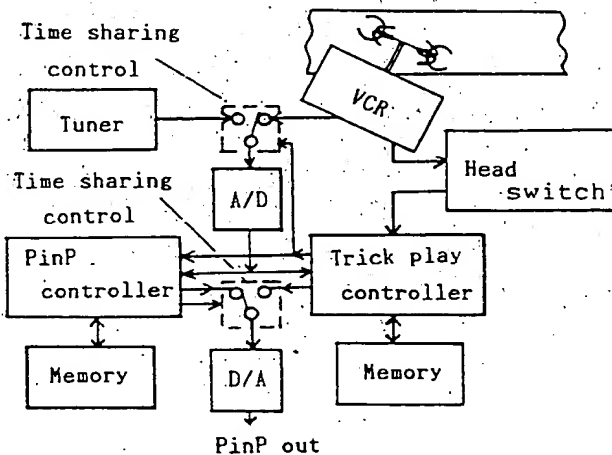 Time sharing
control
VCR
Tuner
Head
switch
A/D
Time sharing
control
PinP
controller
Trick play
controller
Memory
D/A
Memory
PinP out